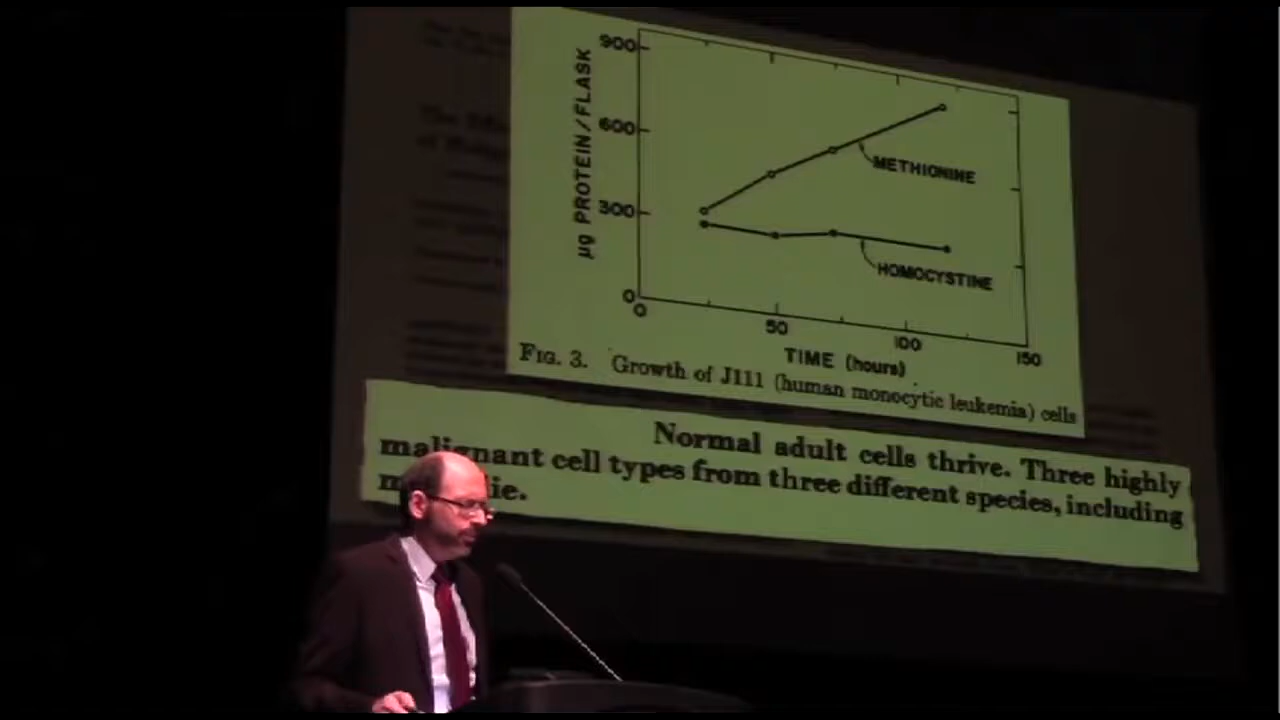 900
600
300
0
µg PROTEIN/FLASK
METHIONINE
HOMOCYSTINE
0
50
100
150
TIME (hours)
FIG. 3. Growth of J111 (human monocytic leukemia) cells
Normal adult cells thrive. Three highly
malignant cell types from three different species, including
die.